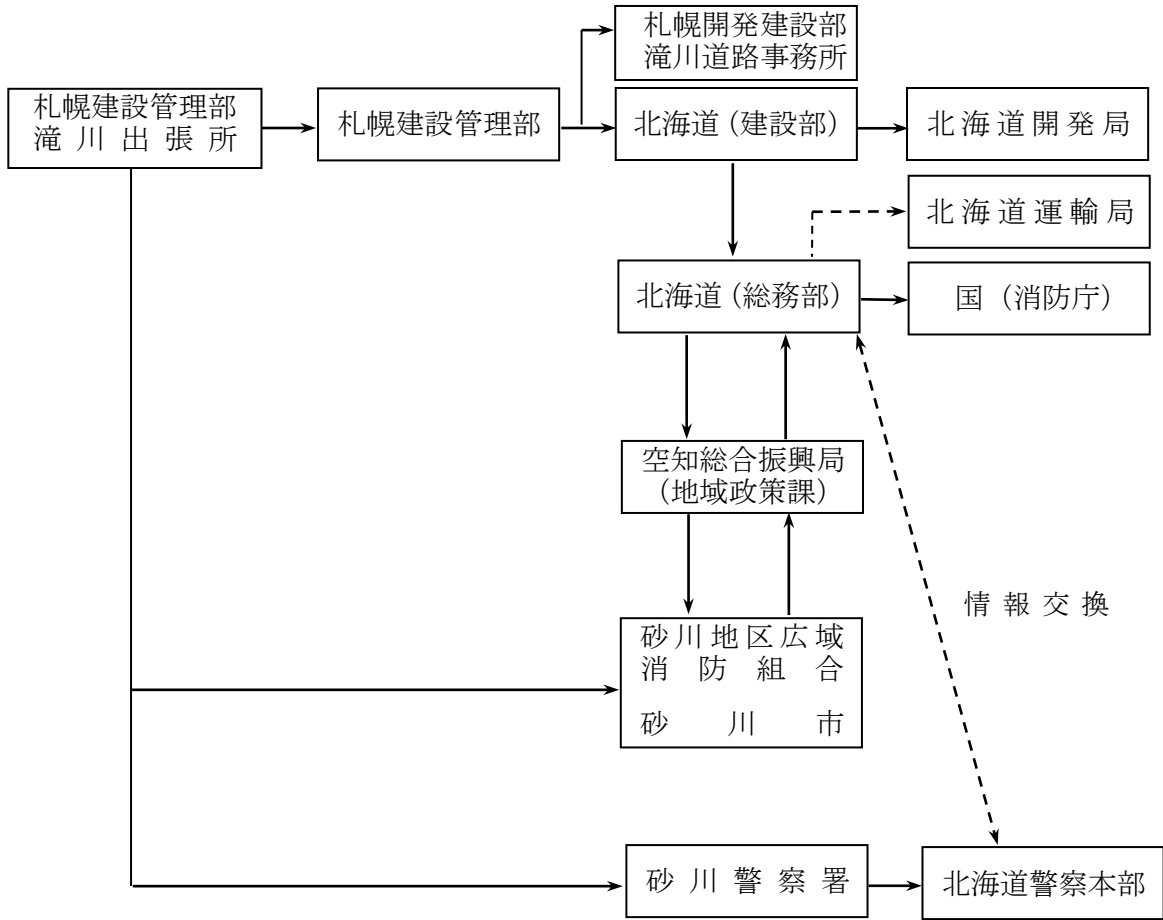 札幌開発建設部
滝川道路事務所
札幌建設管理部
滝川出張所
札幌建設管理部
北海道(建設部)
北海道開発局
北海道運輸局
北海道(総務部)
国(消防庁)
空知総合振興局
(地域政策課)
情報交換
砂川地区広域
消防組合
砂川市
砂川警察署
北海道警察本部